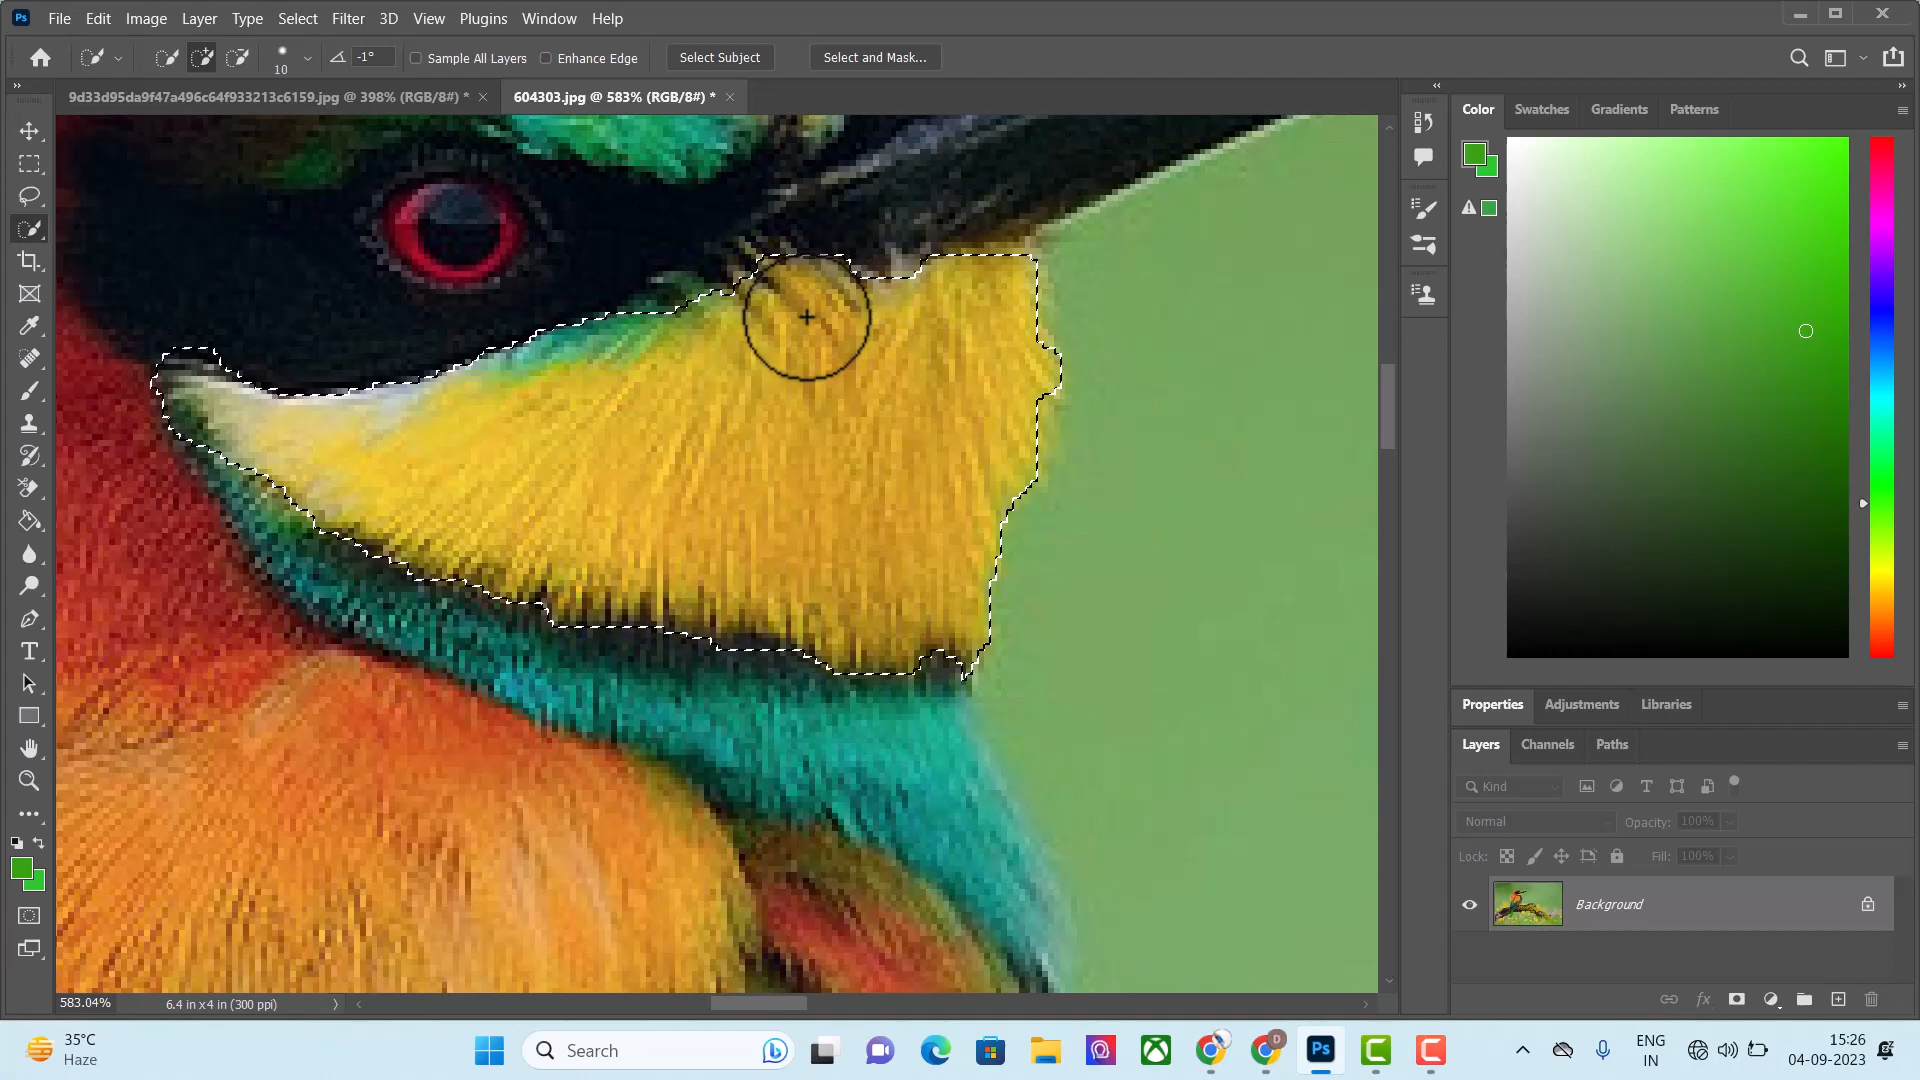 Ps File Edit Image Layer Type Select Filter 3D View Plugins Window Help
10 -1° Sample All Layers Enhance Edge Select Subject Select and Mask...
9d33d95da9f47a496c64f933213c6159.jpg @ 398% (RGB/8#) * 604303.jpg @ 583% (RGB/8#) *
Color Swatches Gradients Patterns
Properties Adjustments Libraries
Layers Channels Paths
Kind
Normal Opacity: 100%
Lock: Fill: 100%
Background
583.04% 6.4 in x 4 in (300 ppi)
35°C
Haze
Search
Ps
D
ENG
IN
15:26
04-09-2023